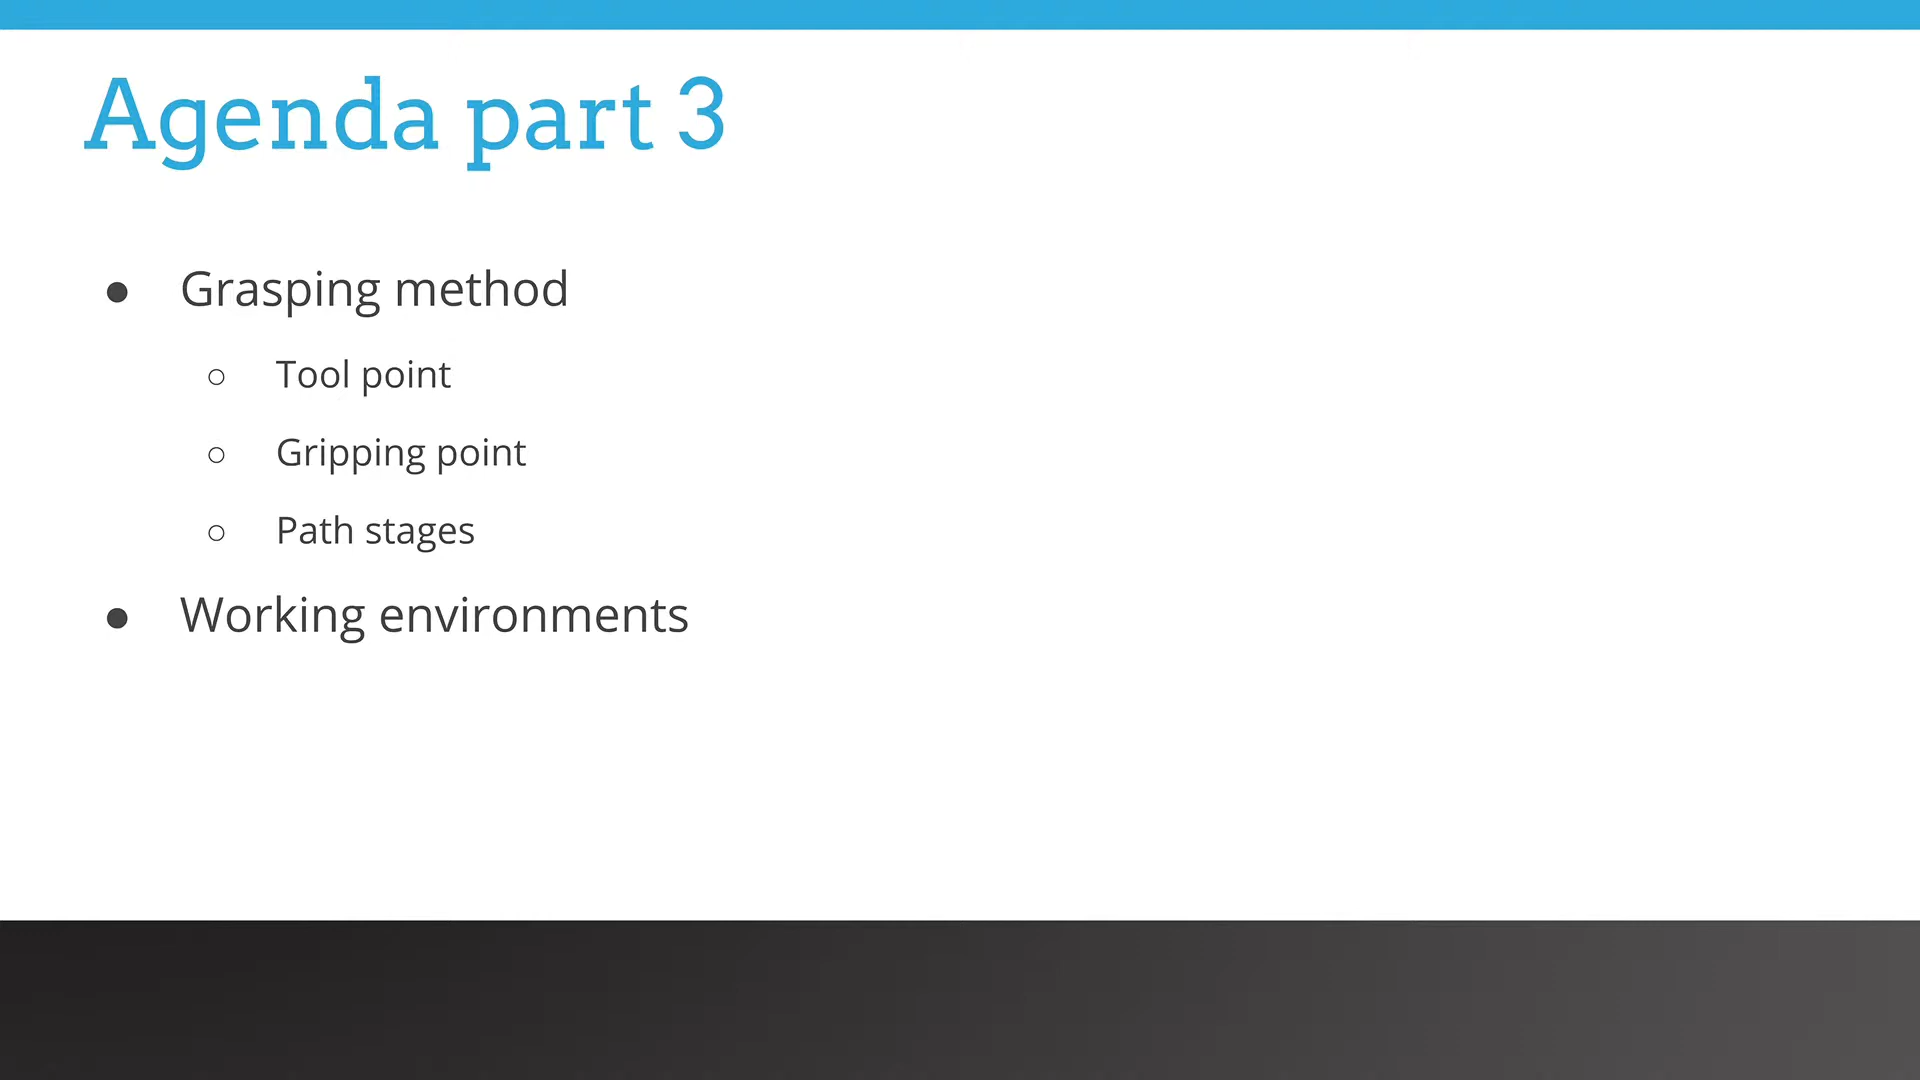 Agenda part 3
● Grasping method
○ Tool point
○ Gripping point
○ Path stages
● Working environments